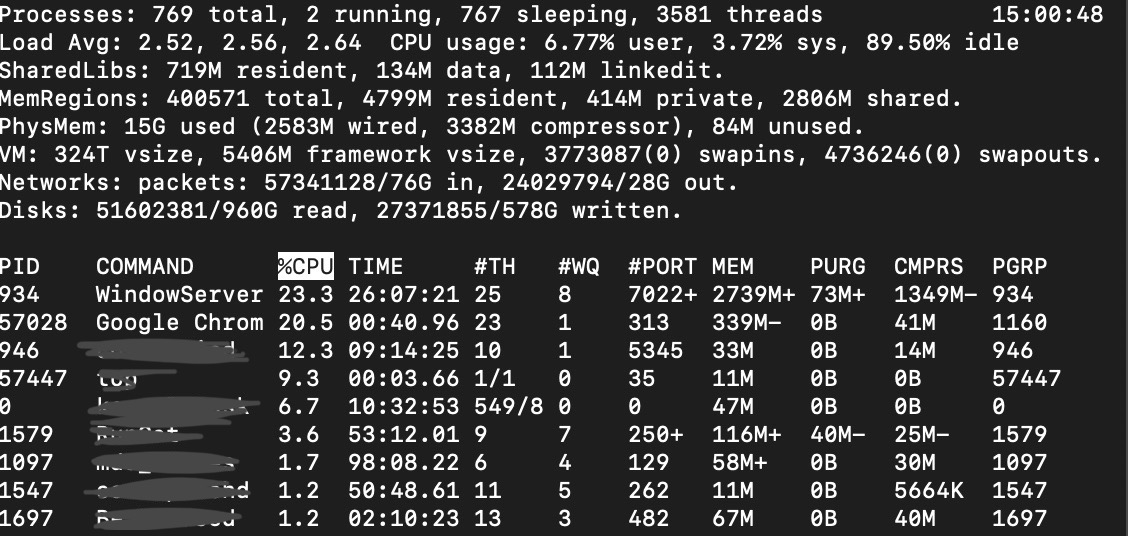 Processes: 769 total, 2 running, 767 sleeping, 3581 threads 15:00:48
Load Avg: 2.52, 2.56, 2.64 CPU usage: 6.77% user, 3.72% sys, 89.50% idle
SharedLibs: 719M resident, 134M data, 112M linkedit.
MemRegions: 400571 total, 4799M resident, 414M private, 2806M shared.
PhysMem: 15G used (2583M wired, 3382M compressor), 84M unused.
VM: 324T vsize, 5406M framework vsize, 3773087(0) swapins, 4736246(0) swapouts.
Networks: packets: 57341128/76G in, 24029794/28G out.
Disks: 51602381/960G read, 27371855/578G written.
PID COMMAND %CPU TIME #TH #WQ #PORT MEM PURG CMPRS PGRP
934 WindowServer 23.3 26:07:21 25 8 7022+ 2739M+ 73M+ 1349M- 934
57028 Google Chrom 20.5 00:40.96 23 1 313 339M- 0B 41M 1160
946 12.3 09:14:25 10 1 5345 33M 0B 14M 946
57447 9.3 00:03.66 1/1 0 35 11M 0B 0B 57447
0 6.7 10:32:53 549/8 0 0 47M 0B 0B 0
1579 3.6 53:12.01 9 7 250+ 116M+ 40M- 25M- 1579
1097 1.7 98:08.22 6 4 129 58M+ 0B 30M 1097
1547 1.2 50:48.61 11 5 262 11M 0B 5664K 1547
1697 1.2 02:10:23 13 3 482 67M 0B 40M 1697